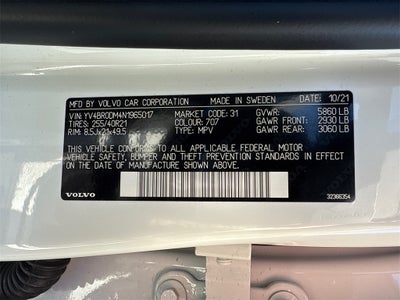 MFD. BY VOLVO CAR CORPORATION MADE IN SWEDEN DATE: 10/21
VIN: YV4BR0DM4N1965017 MARKET CODE: 31 GVWR: 5860 LB
TIRES: 255/40R21 COLOUR: 707 GAWR FRONT: 2930 LB
RIM: 8.5Jx21x49.5 TYPE: MPV GAWR REAR: 3060 LB
THIS VEHICLE CONFORMS TO ALL APPLICABLE FEDERAL MOTOR
VEHICLE SAFETY, BUMPER AND THEFT PREVENTION STANDARDS IN EFFECT
ON THE DATE OF MANUFACTURE SHOWN ABOVE.
VOLVO 32366354